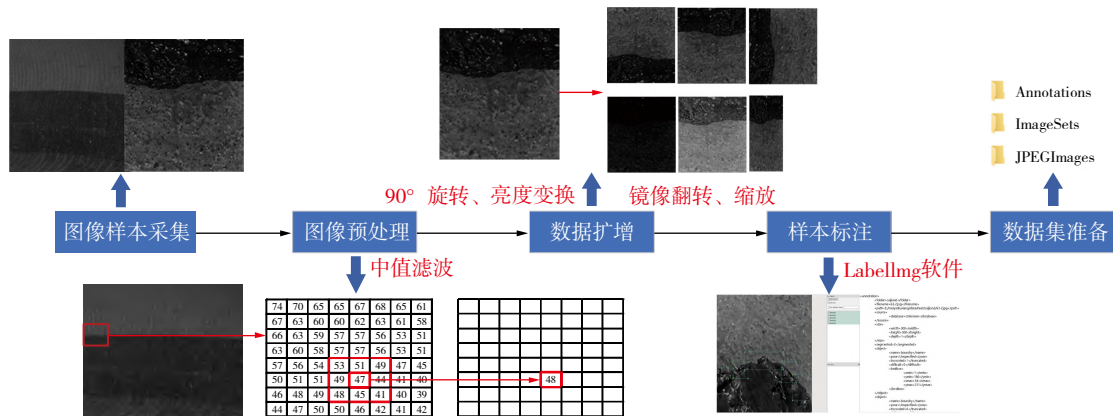 Annotations
ImageSets
JPEGImages
90° 旋转、亮度变换
镜像翻转、缩放
图像样本采集
图像预处理
数据扩增
样本标注
数据集准备
中值滤波
LabelImg软件
74 70 65 65 67 68 65 61
67 63 60 60 62 63 61 58
66 63 59 57 57 56 53 51
63 60 58 57 57 56 53 51
57 56 54 53 51 49 47 45
50 51 51 49 47 44 41 40
46 48 49 48 45 41 40 39
44 47 50 50 46 42 41 42
48